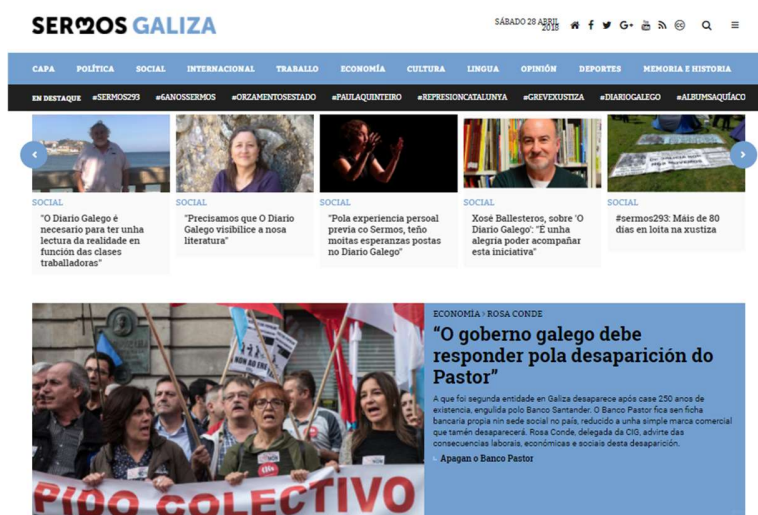 SERMOS GALIZA
SÁBADO 28 ABRIL
2018
CAPA POLÍTICA SOCIAL INTERNACIONAL TRABALLO ECONOMÍA CULTURA LINGUA OPINIÓN DEPORTES MEMORIA E HISTORIA
EN DESTAQUE #SERMOS293 #6ANOSSERMOS #ORZAMENTOSESTADO #PAULAQUINTEIRO #REPRESIONCATALUNYA #GREVEXUSTIZA #DIARIOGALEGO #ALBUMSAQUÍACO
SOCIAL
"O Diario Galego é
necesario para ter unha
lectura da realidade en
función das clases
traballadoras"
SOCIAL
"Precisamos que O Diario
Galego visibilice a nosa
literatura"
SOCIAL
"Pola experiencia persoal
previa co Sermos, teño
moitas esperanzas postas
no Diario Galego"
SOCIAL
Xosé Ballesteros, sobre 'O
Diario Galego': "É unha
alegría poder acompañar
esta iniciativa"
SOCIAL
#sermos293: Máis de 80
días en loita na xustiza
PIDO COLECTIVO
ECONOMÍA › ROSA CONDE
“O goberno galego debe
responder pola desaparición do
Pastor”
A que foi segunda entidade en Galiza desaparece após case 250 anos de
existencia, engulida polo Banco Santander. O Banco Pastor fica sen ficha
bancaria propia nin sede social no país, reducido a unha simple marca comercial
que tamén desaparecerá. Rosa Conde, delegada da CIG, advirte das
consecuencias laborais, económicas e sociais desta desaparición.
Apagan o Banco Pastor